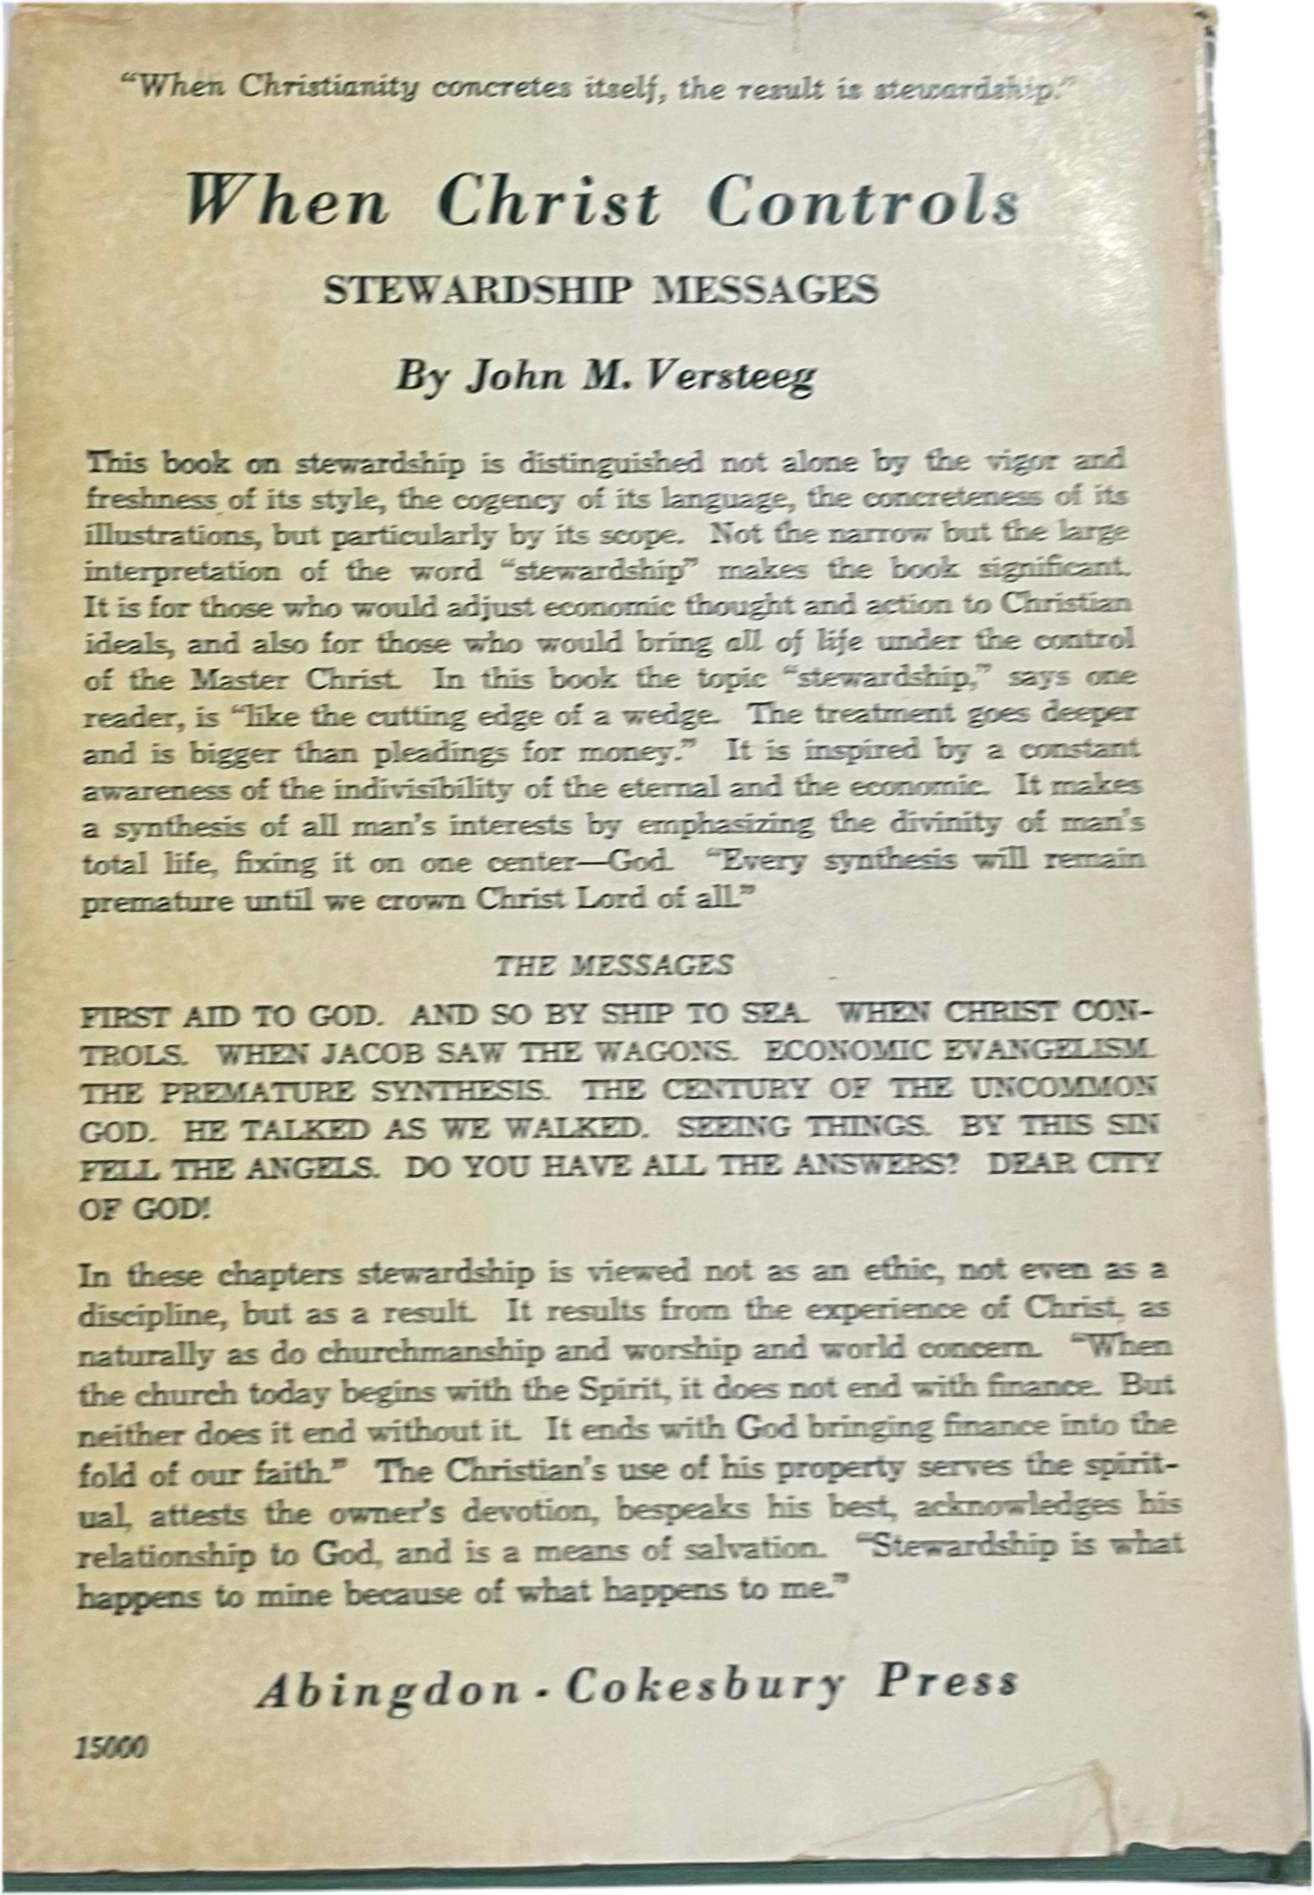 “When Christianity concretes itself, the result is stewardship.”
When Christ Controls
STEWARDSHIP MESSAGES
By John M. Versteeg
This book on stewardship is distinguished not alone by the vigor and
freshness of its style, the cogency of its language, the concreteness of its
illustrations, but particularly by its scope. Not the narrow but the large
interpretation of the word “stewardship” makes the book significant.
It is for those who would adjust economic thought and action to Christian
ideals, and also for those who would bring all of life under the control
of the Master Christ. In this book the topic “stewardship,” says one
reader, is “like the cutting edge of a wedge. The treatment goes deeper
and is bigger than pleadings for money.” It is inspired by a constant
awareness of the indivisibility of the eternal and the economic. It makes
a synthesis of all man’s interests by emphasizing the divinity of man’s
total life, fixing it on one center—God. “Every synthesis will remain
premature until we crown Christ Lord of all.”
THE MESSAGES
FIRST AID TO GOD. AND SO BY SHIP TO SEA. WHEN CHRIST CON-
TROLS. WHEN JACOB SAW THE WAGONS. ECONOMIC EVANGELISM.
THE PREMATURE SYNTHESIS. THE CENTURY OF THE UNCOMMON
GOD. HE TALKED AS WE WALKED. SEEING THINGS. BY THIS SIN
FELL THE ANGELS. DO YOU HAVE ALL THE ANSWERS? DEAR CITY
OF GOD!
In these chapters stewardship is viewed not as an ethic, not even as a
discipline, but as a result. It results from the experience of Christ, as
naturally as do churchmanship and worship and world concern. “When
the church today begins with the Spirit, it does not end with finance. But
neither does it end without it. It ends with God bringing finance into the
fold of our faith.” The Christian’s use of his property serves the spirit-
ual, attests the owner’s devotion, bespeaks his best, acknowledges his
relationship to God, and is a means of salvation. “Stewardship is what
happens to mine because of what happens to me.”
Abingdon-Cokesbury Press
15000